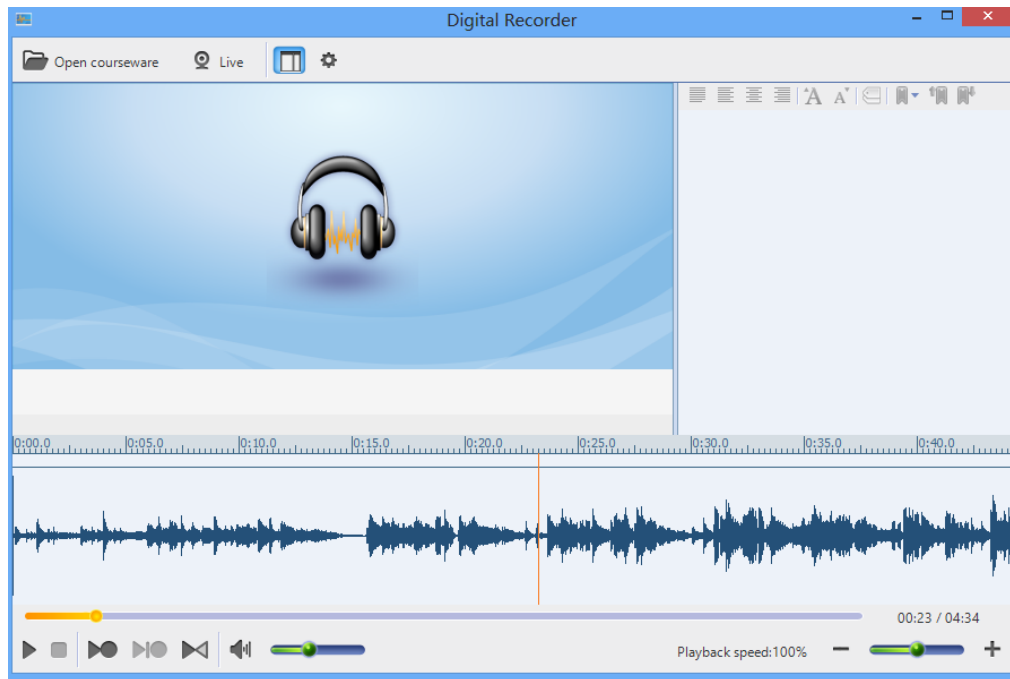 Digital Recorder
Open courseware Live
0:00.0 0:05.0 0:10.0 0:15.0 0:20.0 0:25.0 0:30.0 0:35.0 0:40.0
00:23 / 04:34
Playback speed:100%